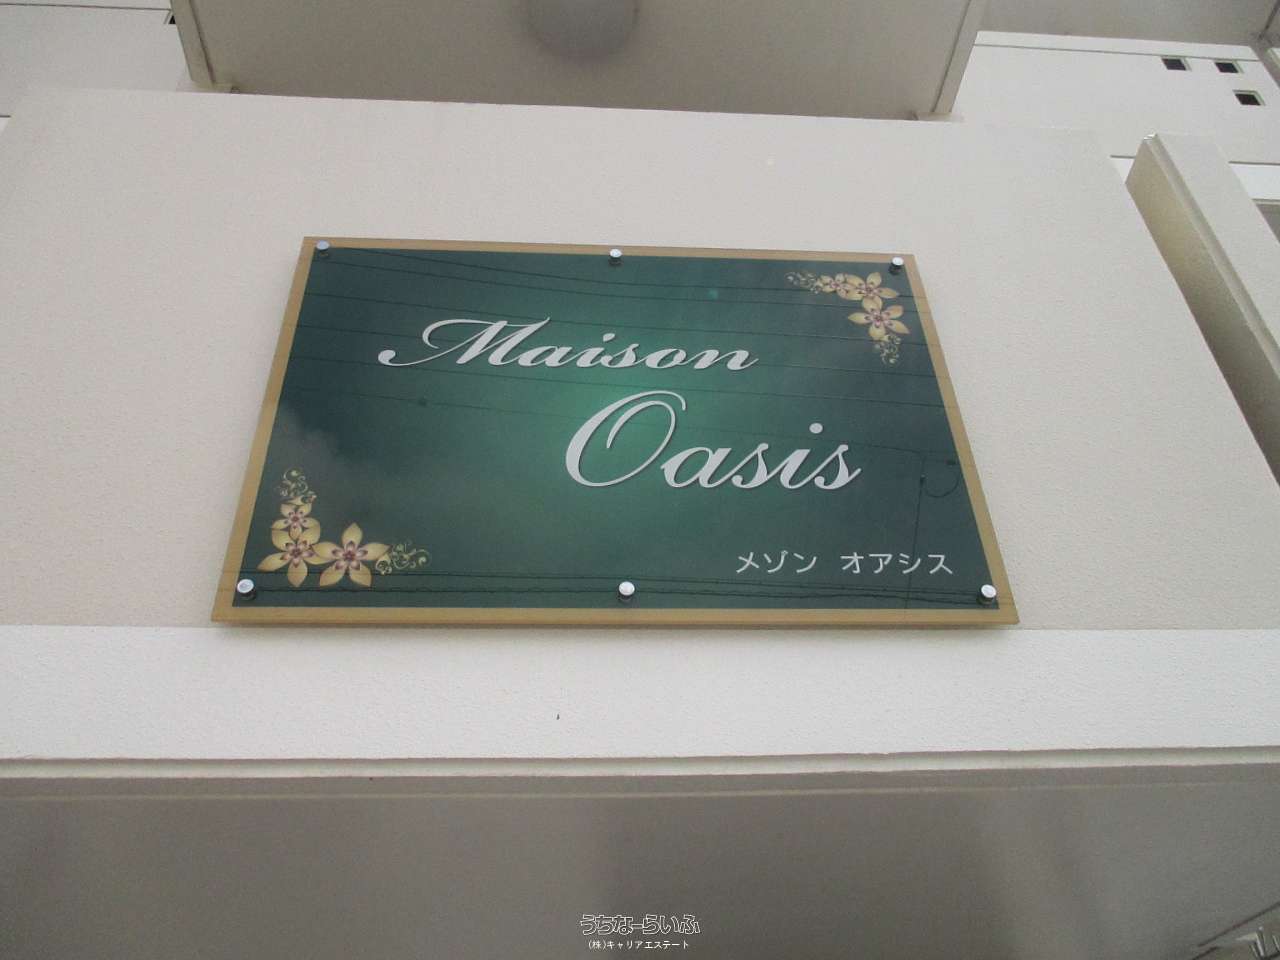 Maison
Oasis
メゾン オアシス
うちなーらいふ
(株)キャリアエステート